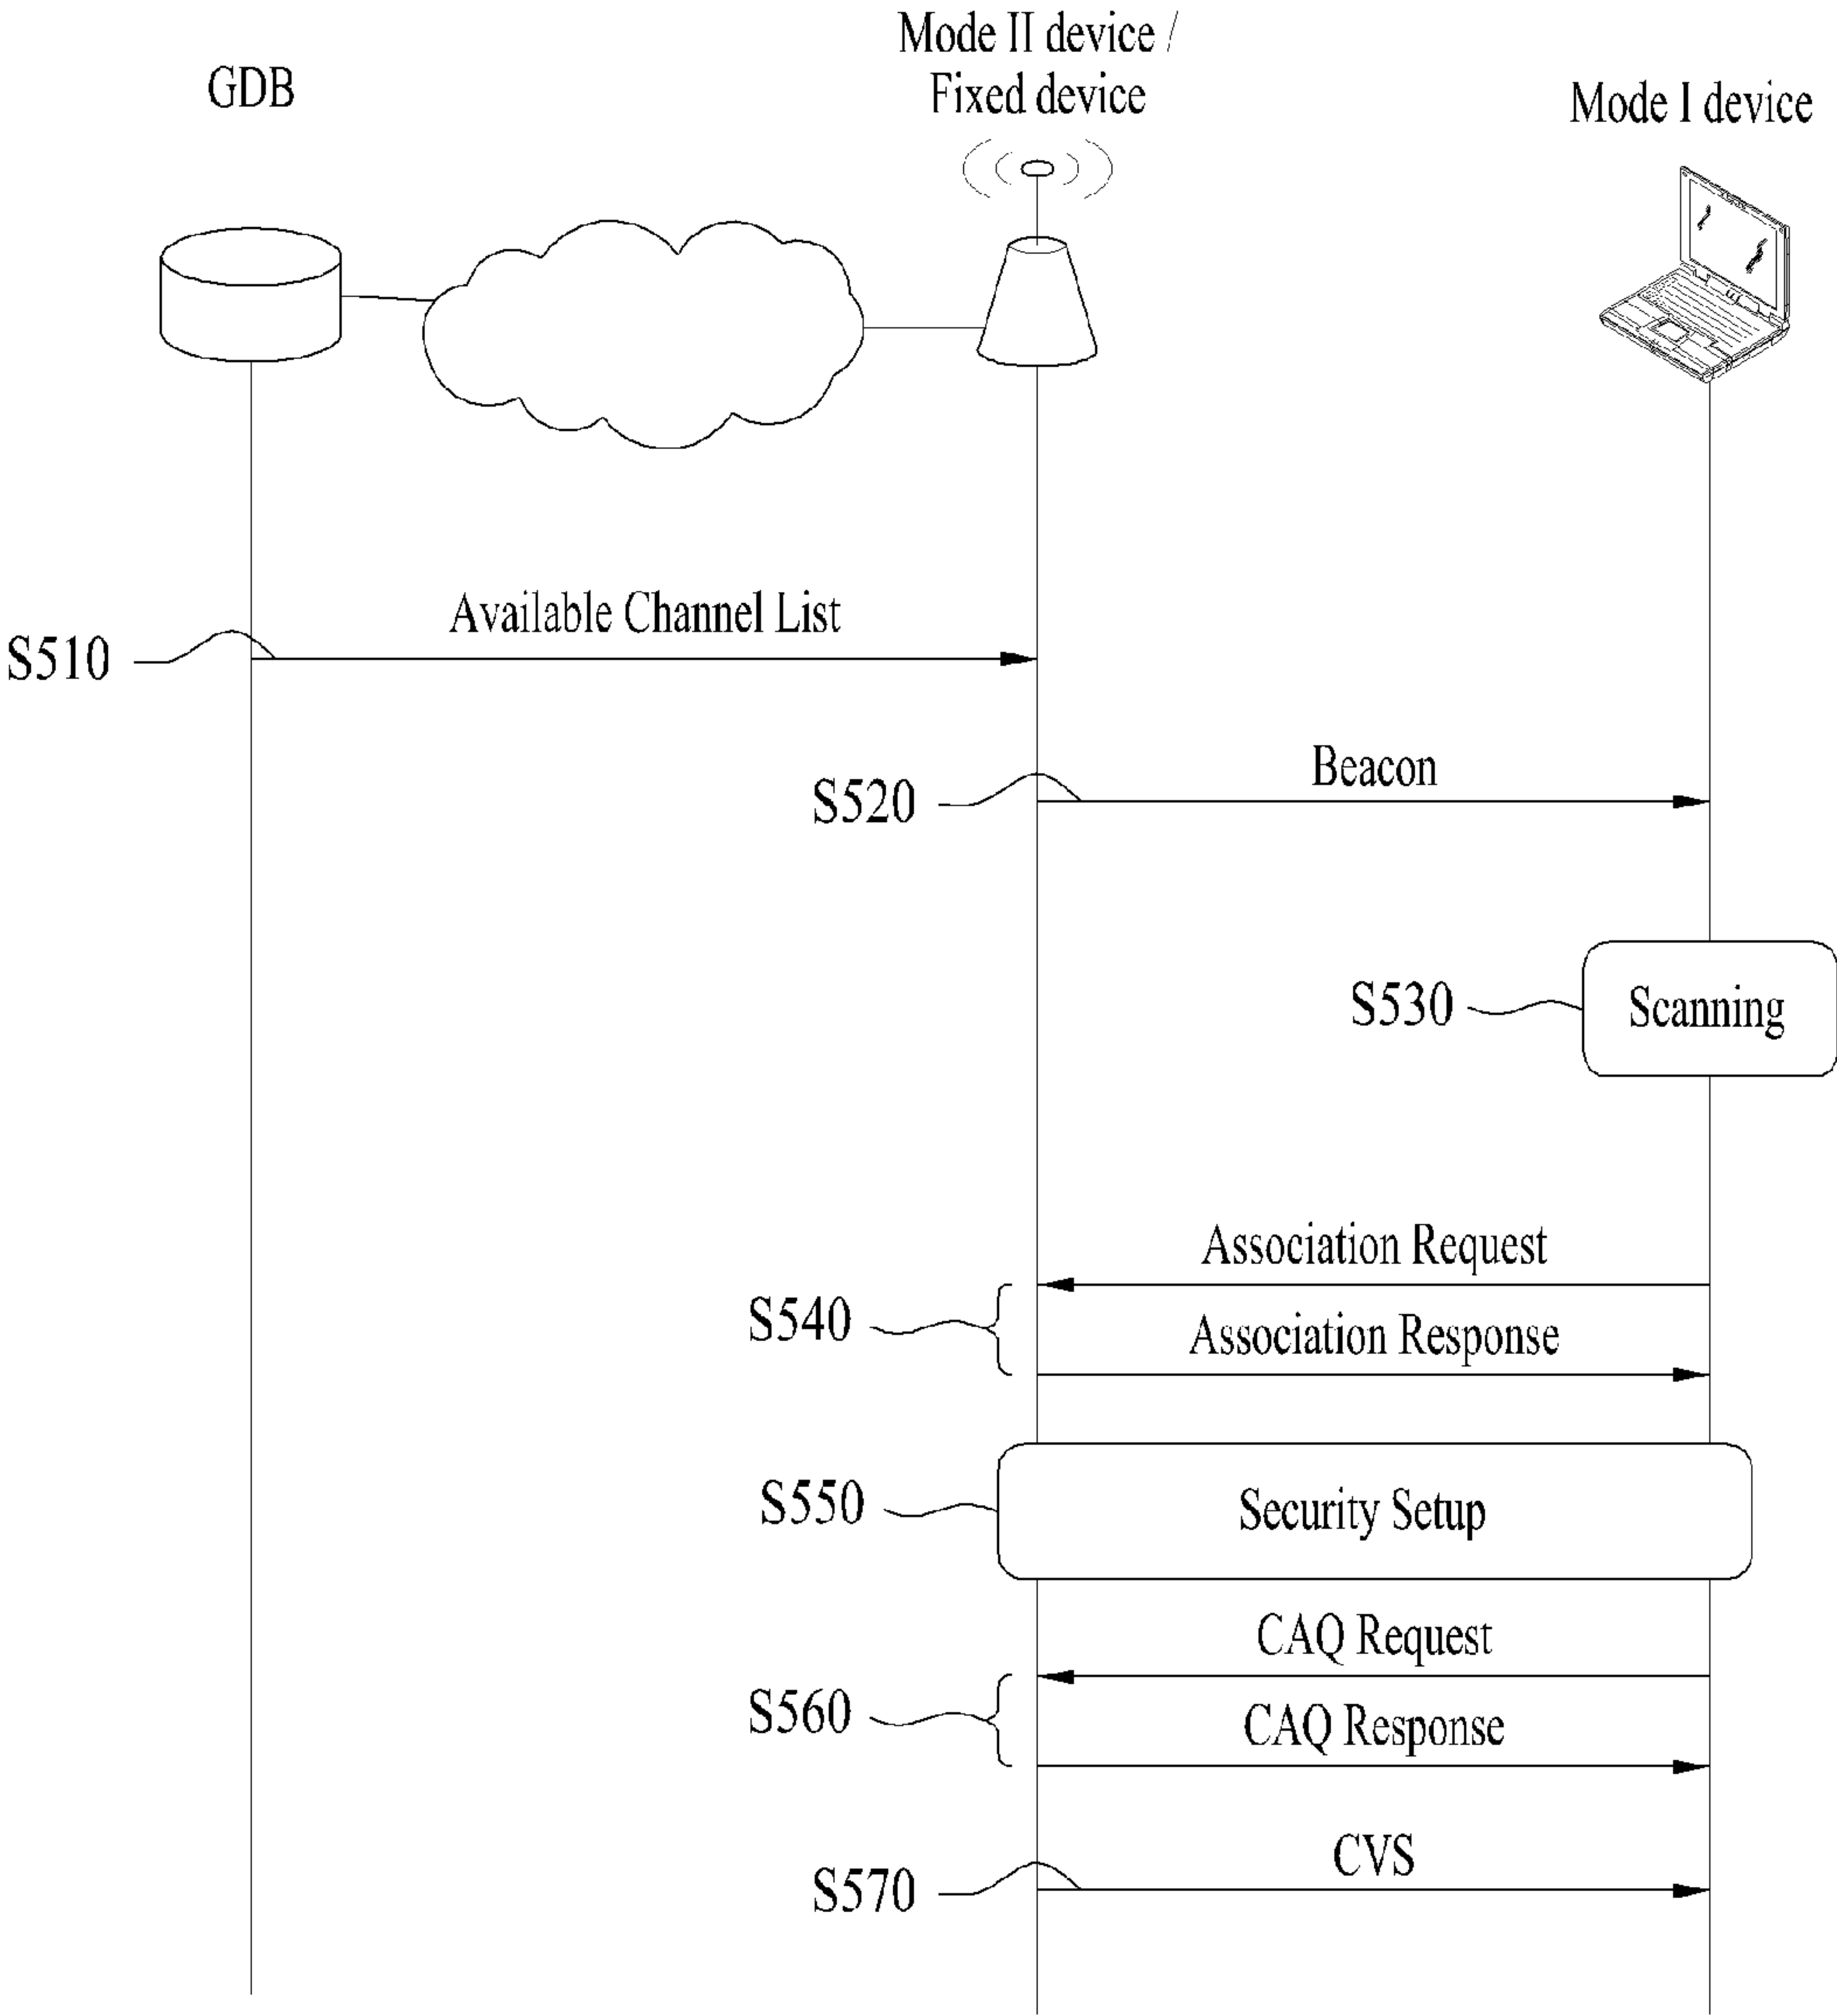 GDB
Mode II device /
Fixed device
Mode I device
Available Channel List
S510
Beacon
S520
S530
Scanning
Association Request
S540
Association Response
S550
Security Setup
CAQ Request
S560
CAQ Response
CVS
S570